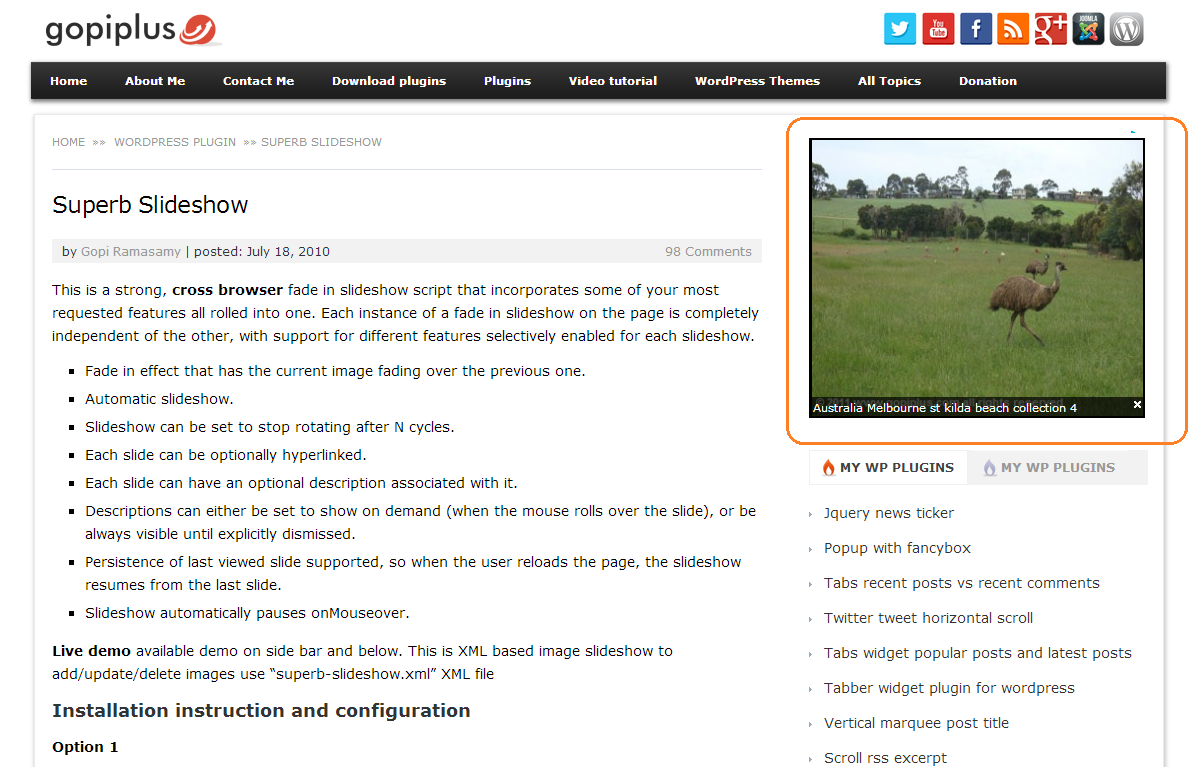 gopiplus
You
Tube
g+
JOOMLA
Home About Me Contact Me Download plugins Plugins Video tutorial WordPress Themes All Topics Donation
HOME »» WORDPRESS PLUGIN »» SUPERB SLIDESHOW
Superb Slideshow
by Gopi Ramasamy | posted: July 18, 2010 98 Comments
This is a strong, cross browser fade in slideshow script that incorporates some of your most
requested features all rolled into one. Each instance of a fade in slideshow on the page is completely
independent of the other, with support for different features selectively enabled for each slideshow.
Fade in effect that has the current image fading over the previous one.
Automatic slideshow.
Slideshow can be set to stop rotating after N cycles.
Each slide can be optionally hyperlinked.
Each slide can have an optional description associated with it.
Descriptions can either be set to show on demand (when the mouse rolls over the slide), or be
always visible until explicitly dismissed.
Persistence of last viewed slide supported, so when the user reloads the page, the slideshow
resumes from the last slide.
Slideshow automatically pauses onMouseover.
Live demo available demo on side bar and below. This is XML based image slideshow to
add/update/delete images use “superb-slideshow.xml” XML file
Installation instruction and configuration
Option 1
© 2011 www.gopiplus.com all rights reserved
Australia Melbourne st kilda beach collection 4
MY WP PLUGINS MY WP PLUGINS
Jquery news ticker
Popup with fancybox
Tabs recent posts vs recent comments
Twitter tweet horizontal scroll
Tabs widget popular posts and latest posts
Tabber widget plugin for wordpress
Vertical marquee post title
Scroll rss excerpt